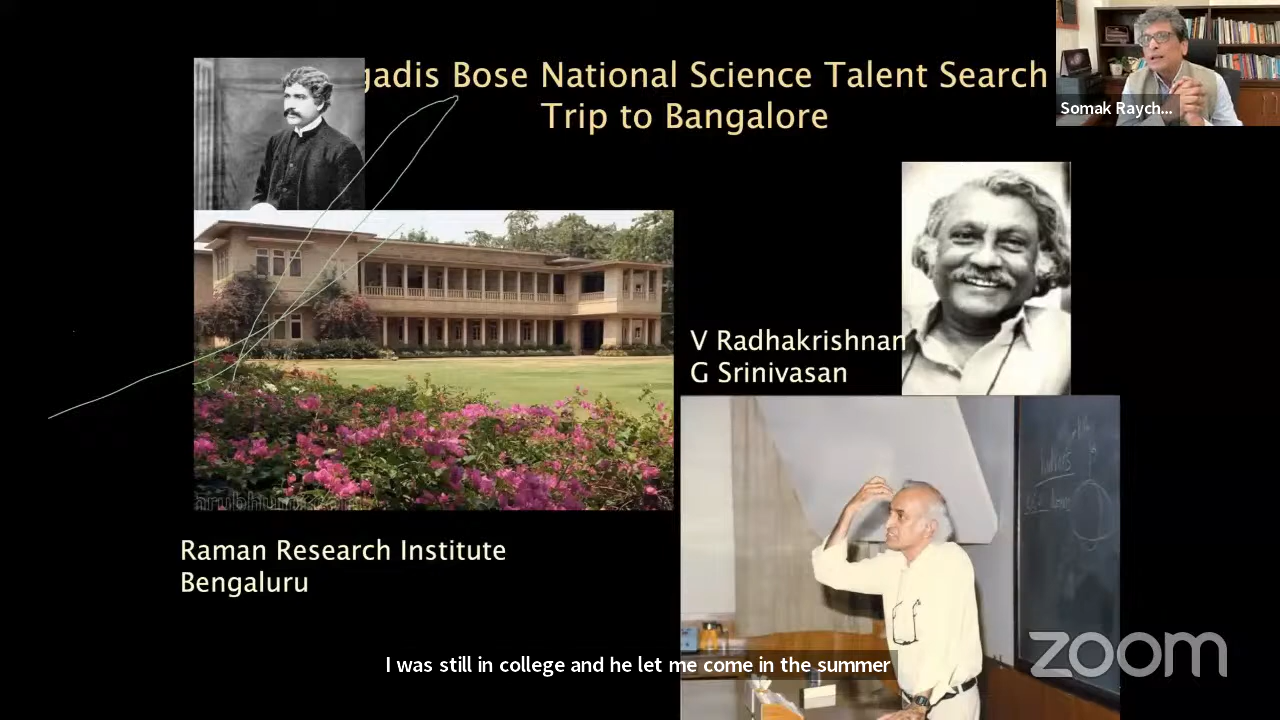 gadis Bose National Science Talent Search
Trip to Bangalore
Somak Raych...
V Radhakrishnan
G Srinivasan
Raman Research Institute
Bengaluru
I was still in college and he let me come in the summer
zoom